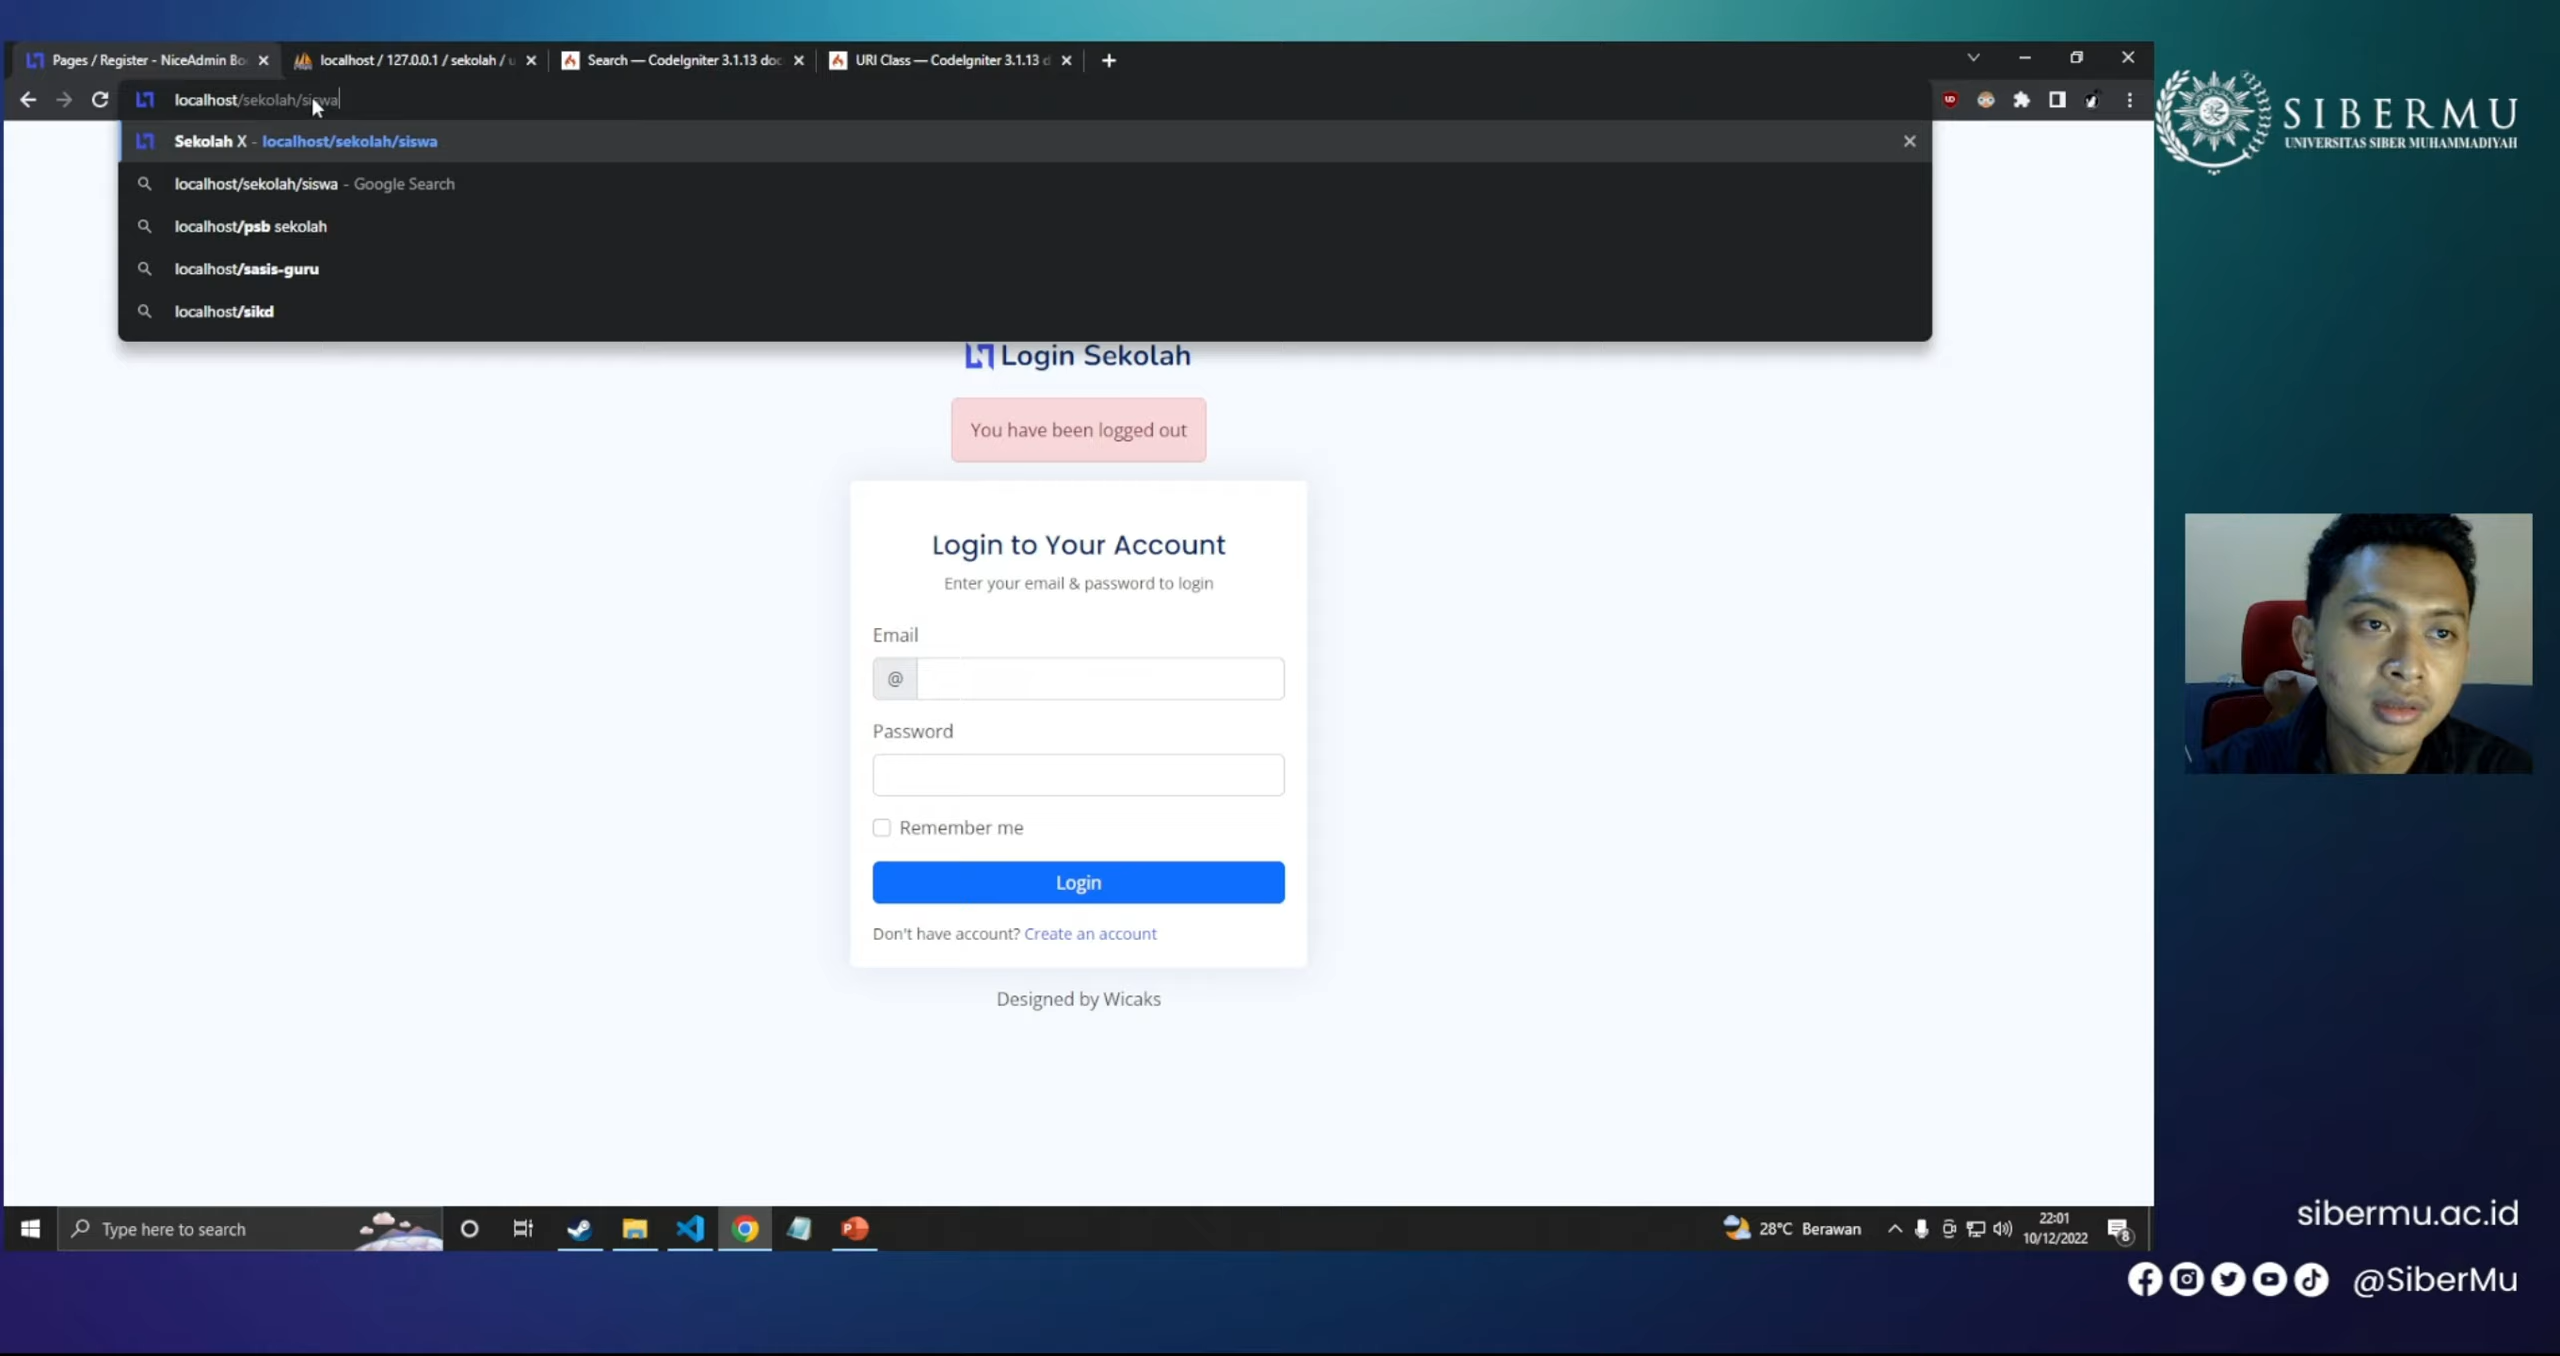 Pages / Register - NiceAdmin Bo
localhost / 127.0.0.1 / sekolah / u
Search — CodeIgniter 3.1.13 doc
URI Class — CodeIgniter 3.1.13 d
localhost/sekolah/siswa
Sekolah X - localhost/sekolah/siswa
localhost/sekolah/siswa - Google Search
localhost/psb sekolah
localhost/sasis-guru
localhost/sikd
SIBERMU
UNIVERSITAS SIBER MUHAMMADIYAH
Login Sekolah
You have been logged out
Login to Your Account
Enter your email & password to login
Email
@
Password
Remember me
Login
Don't have account? Create an account
Designed by Wicaks
Type here to search
28°C Berawan
22:01
10/12/2022
8
sibermu.ac.id
@SiberMu